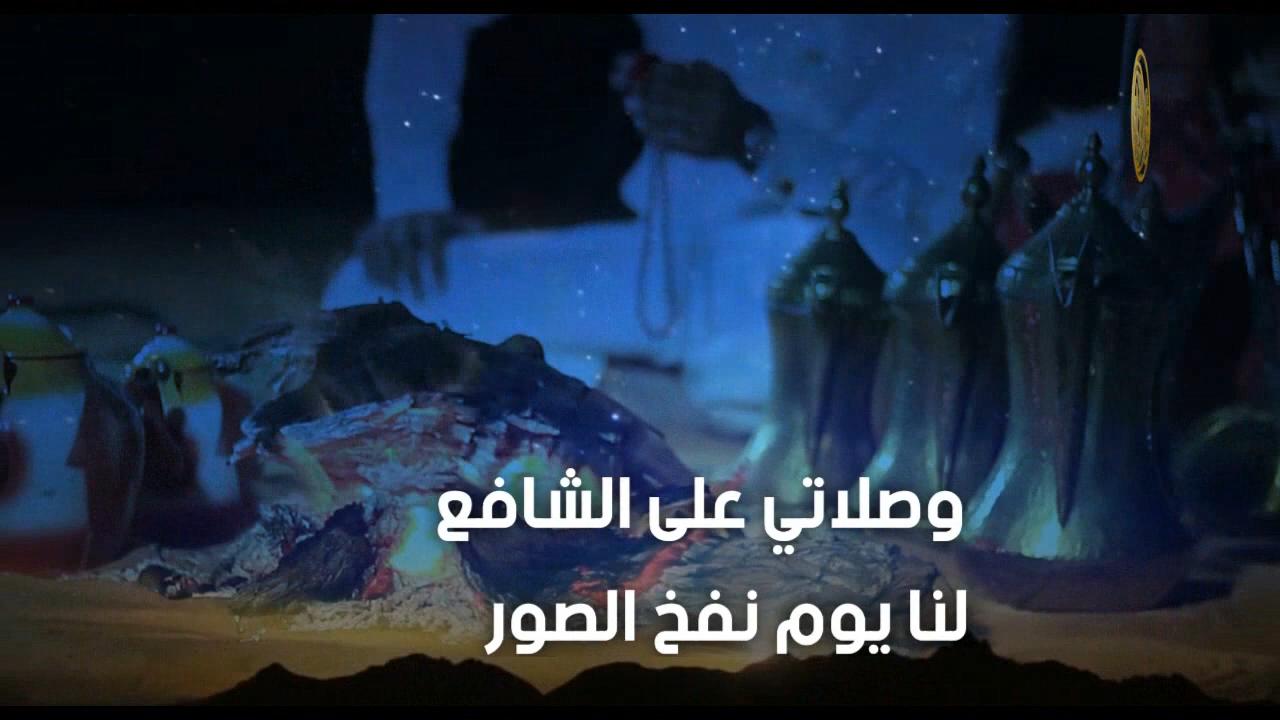 وصلاتي على الشافع
لنا يوم نفخ الصور